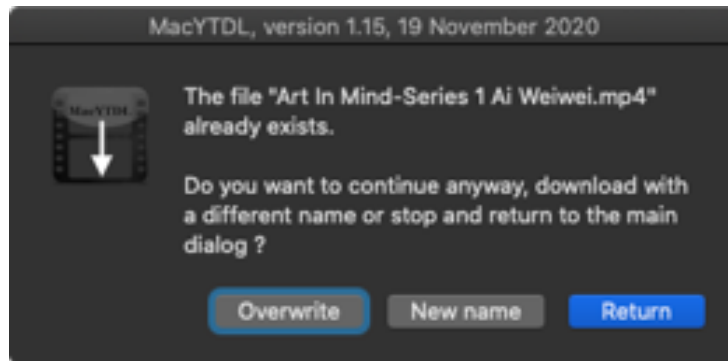 MacYTDL, version 1.15, 19 November 2020
MacYTDL
The file "Art In Mind-Series 1 Ai Weiwei.mp4"
already exists.
Do you want to continue anyway, download with
a different name or stop and return to the main
dialog ?
Overwrite New name Return